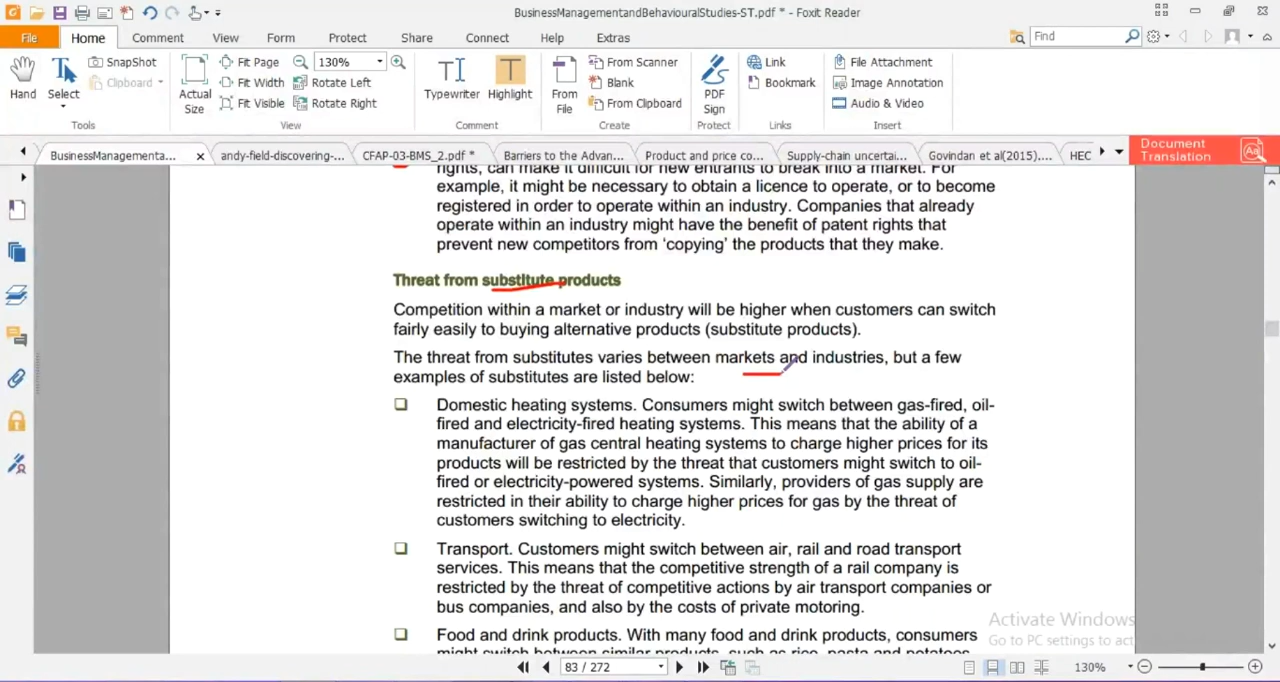 BusinessManagementandBehaviouralStudies-ST.pdf * - Foxit Reader
File Home Comment View Form Protect Share Connect Help Extras Find
SnapShot Fit Page 130% From Scanner Link File Attachment
Clipboard Fit Width Rotate Left Blank Bookmark Image Annotation
Hand Select Actual Size Fit Visible Rotate Right Typewriter Highlight From File From Clipboard PDF Sign Audio & Video
Tools View Comment Create Protect Links Insert
BusinessManagementa... x andy-field-discovering-... CFAP-03-BMS_2.pdf * Barriers to the Advan... Product and price co... Supply-chain uncertai... Govindan et al(2015),... HEC Document Translation
rights, can make it difficult for new entrants to break into a market. For
example, it might be necessary to obtain a licence to operate, or to become
registered in order to operate within an industry. Companies that already
operate within an industry might have the benefit of patent rights that
prevent new competitors from ‘copying’ the products that they make.
Threat from substitute products
Competition within a market or industry will be higher when customers can switch
fairly easily to buying alternative products (substitute products).
The threat from substitutes varies between markets and industries, but a few
examples of substitutes are listed below:
Domestic heating systems. Consumers might switch between gas-fired, oil-
fired and electricity-fired heating systems. This means that the ability of a
manufacturer of gas central heating systems to charge higher prices for its
products will be restricted by the threat that customers might switch to oil-
fired or electricity-powered systems. Similarly, providers of gas supply are
restricted in their ability to charge higher prices for gas by the threat of
customers switching to electricity.
Transport. Customers might switch between air, rail and road transport
services. This means that the competitive strength of a rail company is
restricted by the threat of competitive actions by air transport companies or
bus companies, and also by the costs of private motoring.
Food and drink products. With many food and drink products, consumers
might switch between similar products, such as rice, pasta and potatoes
Activate Windows
Go to PC settings to act
83 / 272 130%